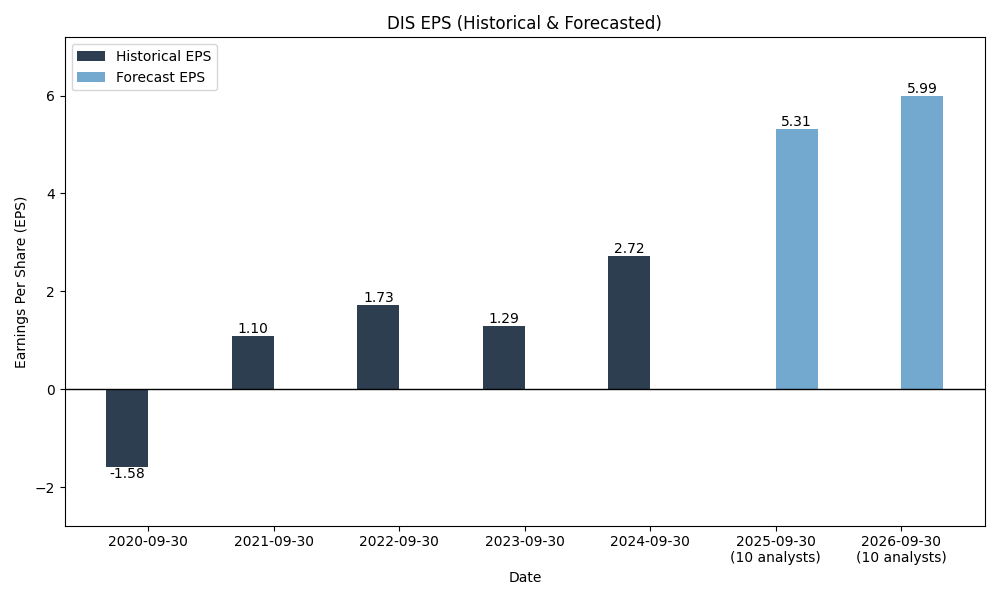 DIS EPS (Historical & Forecasted)
Historical EPS
Forecast EPS
Earnings Per Share (EPS)
6
4
2
0
−2
-1.58
1.10
1.73
1.29
2.72
5.31
5.99
2020-09-30
2021-09-30
2022-09-30
2023-09-30
2024-09-30
2025-09-30
(10 analysts)
2026-09-30
(10 analysts)
Date